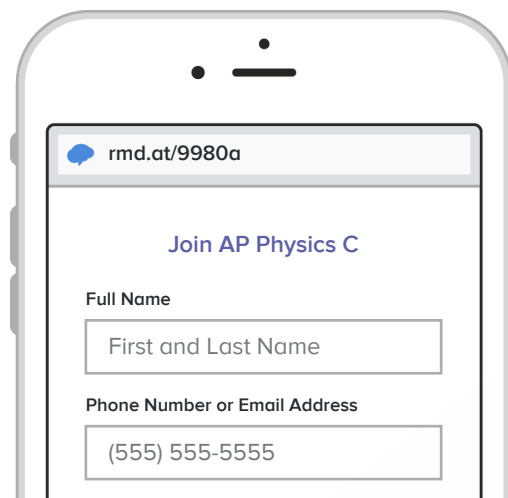 rmd.at/9980a
Join AP Physics C
Full Name
First and Last Name
Phone Number or Email Address
(555) 555-5555